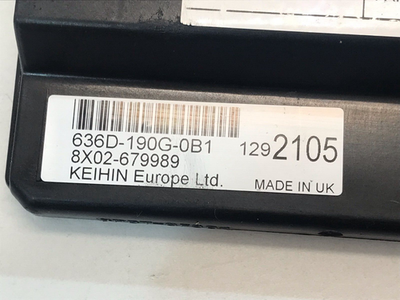 636D-190G-0B1 1292105
8X02-679989
KEIHIN Europe Ltd. MADE IN UK